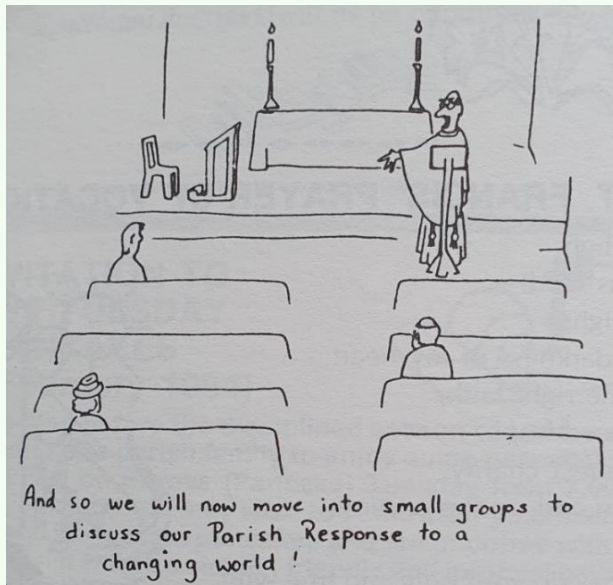 And so we will now move into small groups to
discuss our Parish Response to a
changing world !